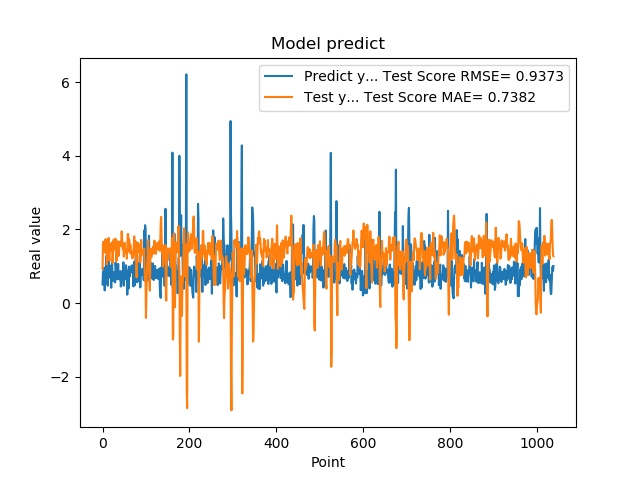 Model predict
Predict y... Test Score RMSE= 0.9373
Test y... Test Score MAE= 0.7382
6
4
2
0
−2
Real value
0 200 400 600 800 1000
Point